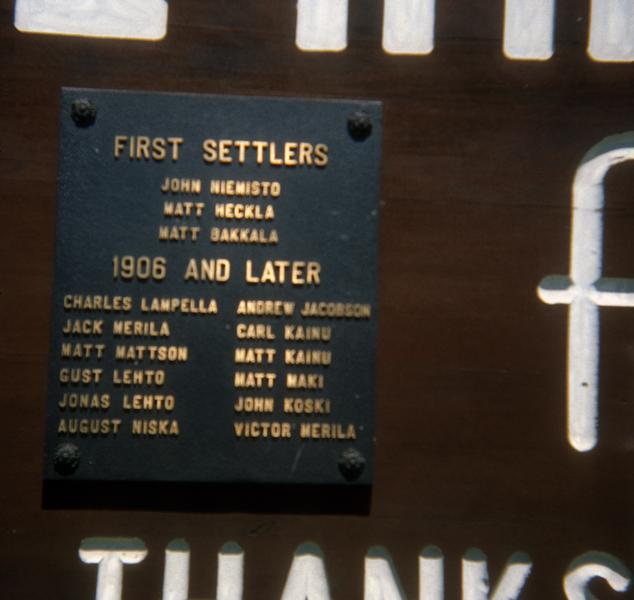 FIRST SETTLERS
JOHN NIEMISTO
MATT HECKLA
MATT BAKKALA
1906 AND LATER
CHARLES LAMPELLA ANDREW JACOBSON
JACK MERILA CARL KAINU
MATT MATTSON MATT KAINU
GUST LEHTO MATT MAKI
JONAS LEHTO JOHN KOSKI
AUGUST NISKA VICTOR MERILA
THANKS